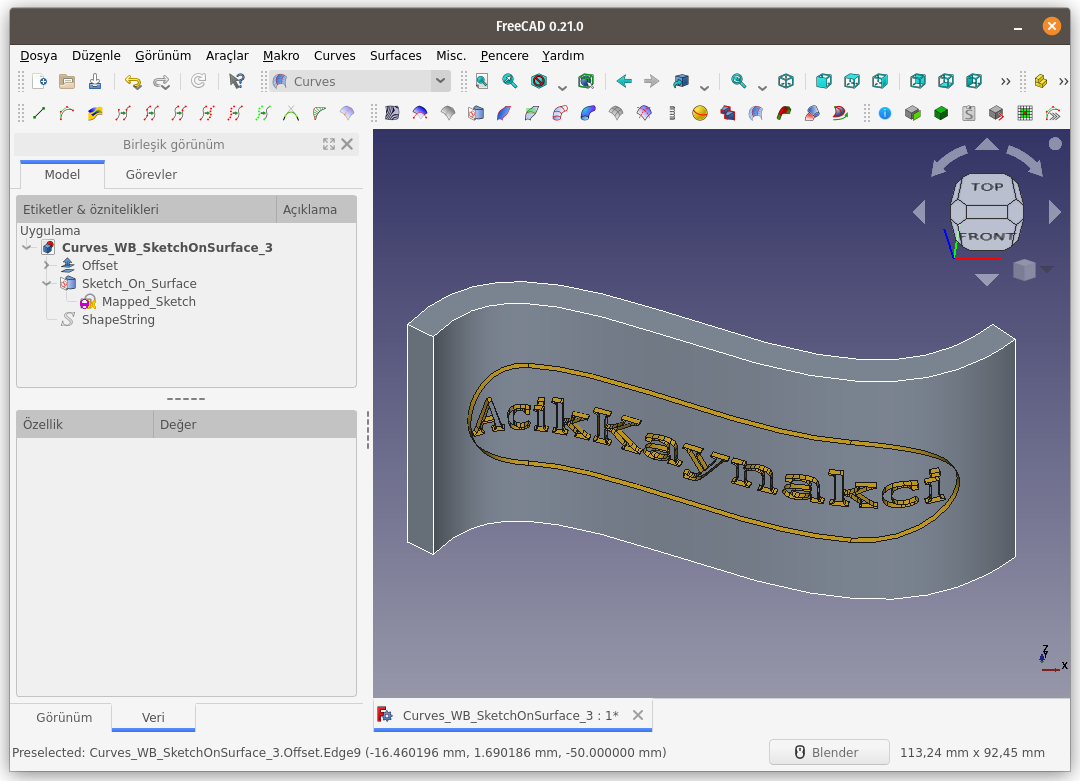 FreeCAD 0.21.0
Dosya Düzenle Görünüm Araçlar Makro Curves Surfaces Misc. Pencere Yardım
Curves
Birleşik görünüm
Model Görevler
Etiketler & öznitelikleri Açıklama
Uygulama
Curves_WB_SketchOnSurface_3
Offset
Sketch_On_Surface
Mapped_Sketch
ShapeString
Özellik Değer
Görünüm Veri
TOP
FRONT
AcikKaynakci
Z
Y
X
Curves_WB_SketchOnSurface_3 : 1*
Preselected: Curves_WB_SketchOnSurface_3.Offset.Edge9 (-16.460196 mm, 1.690186 mm, -50.000000 mm) Blender 113,24 mm x 92,45 mm